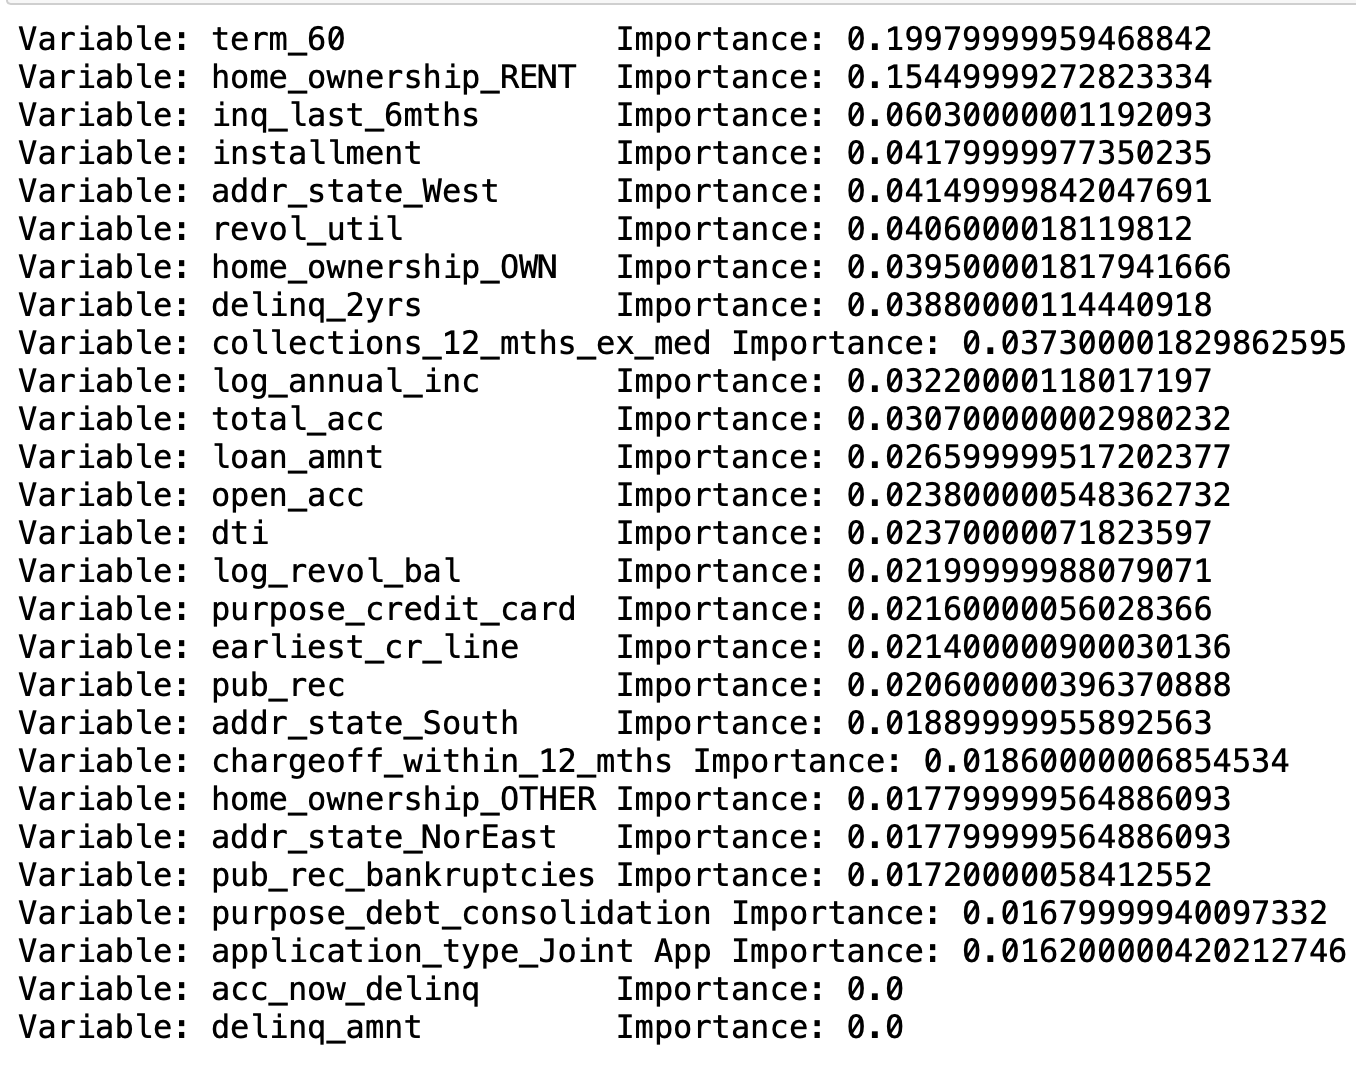 Variable: term_60              Importance: 0.19979999959468842
Variable: home_ownership_RENT  Importance: 0.15449999272823334
Variable: inq_last_6mths       Importance: 0.06030000001192093
Variable: installment          Importance: 0.04179999977350235
Variable: addr_state_West      Importance: 0.04149999842047691
Variable: revol_util           Importance: 0.0406000018119812
Variable: home_ownership_OWN   Importance: 0.039500001817941666
Variable: delinq_2yrs          Importance: 0.03880000114440918
Variable: collections_12_mths_ex_med Importance: 0.037300001829862595
Variable: log_annual_inc       Importance: 0.03220000118017197
Variable: total_acc            Importance: 0.030700000002980232
Variable: loan_amnt            Importance: 0.026599999517202377
Variable: open_acc             Importance: 0.023800000548362732
Variable: dti                  Importance: 0.02370000071823597
Variable: log_revol_bal        Importance: 0.02199999988079071
Variable: purpose_credit_card  Importance: 0.02160000056028366
Variable: earliest_cr_line     Importance: 0.021400000900030136
Variable: pub_rec              Importance: 0.020600000396370888
Variable: addr_state_South     Importance: 0.01889999955892563
Variable: chargeoff_within_12_mths Importance: 0.01860000006854534
Variable: home_ownership_OTHER Importance: 0.017799999564886093
Variable: addr_state_NorEast   Importance: 0.017799999564886093
Variable: pub_rec_bankruptcies Importance: 0.01720000058412552
Variable: purpose_debt_consolidation Importance: 0.01679999940097332
Variable: application_type_Joint App Importance: 0.016200000420212746
Variable: acc_now_delinq       Importance: 0.0
Variable: delinq_amnt          Importance: 0.0